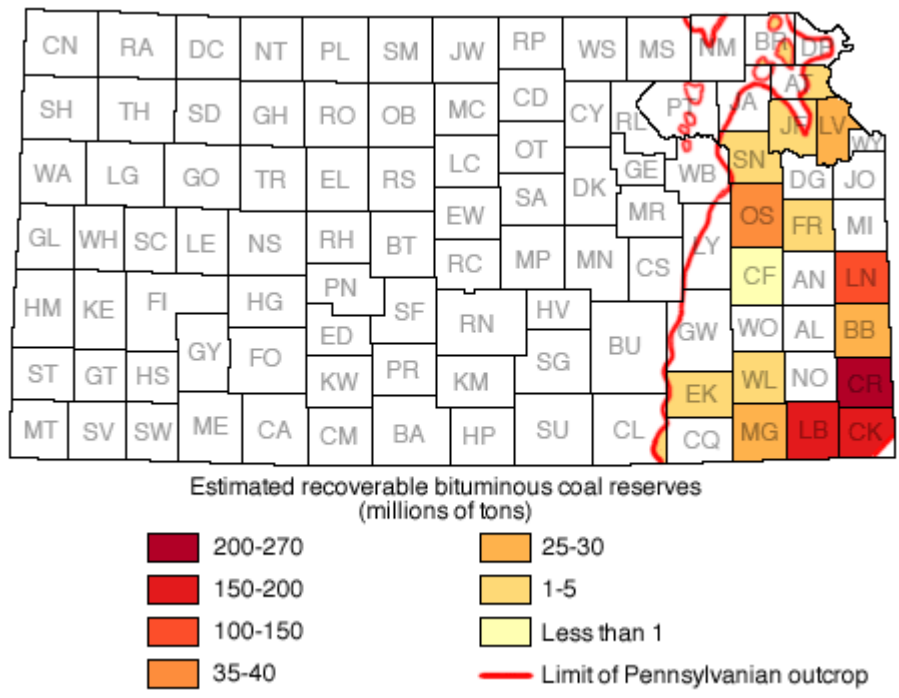 CN RA DC NT PL SM JW RP WS MS NM BR DP
SH TH SD GH RO OB MC CD CY RL PT JA AT
JF LV WY
WA LG GO TR EL RS LC OT SA DK GE WB SN DG JO
GL WH SC LE NS RH BT EW MR LY OS FR MI
HM KE FI HG PN SF RC MP MN CS CF AN LN
GY ED RN HV BU GW WO AL BB
ST GT HS FO KW PR KM SG EK WL NO CR
MT SV SW ME CA CM BA HP SU CL CQ MG LB CK
Estimated recoverable bituminous coal reserves
(millions of tons)
200-270
150-200
100-150
35-40
25-30
1-5
Less than 1
Limit of Pennsylvanian outcrop